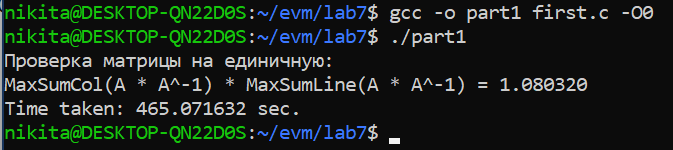 nikita@DESKTOP-QN22D0S:~/evm/lab7$ gcc -o part1 first.c -O0
nikita@DESKTOP-QN22D0S:~/evm/lab7$ ./part1
Проверка матрицы на единичную:
MaxSumCol(A * A^-1) * MaxSumLine(A * A^-1) = 1.080320
Time taken: 465.071632 sec.
nikita@DESKTOP-QN22D0S:~/evm/lab7$